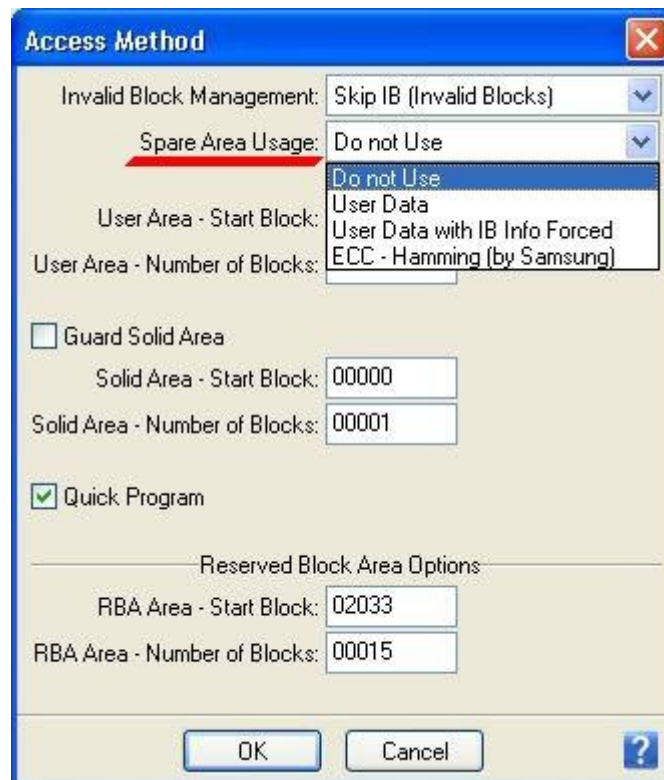 Access Method
Invalid Block Management: Skip IB (Invalid Blocks)
Spare Area Usage: Do not Use
Do not Use
User Data
User Data with IB Info Forced
ECC - Hamming (by Samsung)
User Area - Start Block:
User Area - Number of Blocks:
Guard Solid Area
Solid Area - Start Block: 00000
Solid Area - Number of Blocks: 00001
Quick Program
Reserved Block Area Options
RBA Area - Start Block: 02033
RBA Area - Number of Blocks: 00015
OK Cancel ?